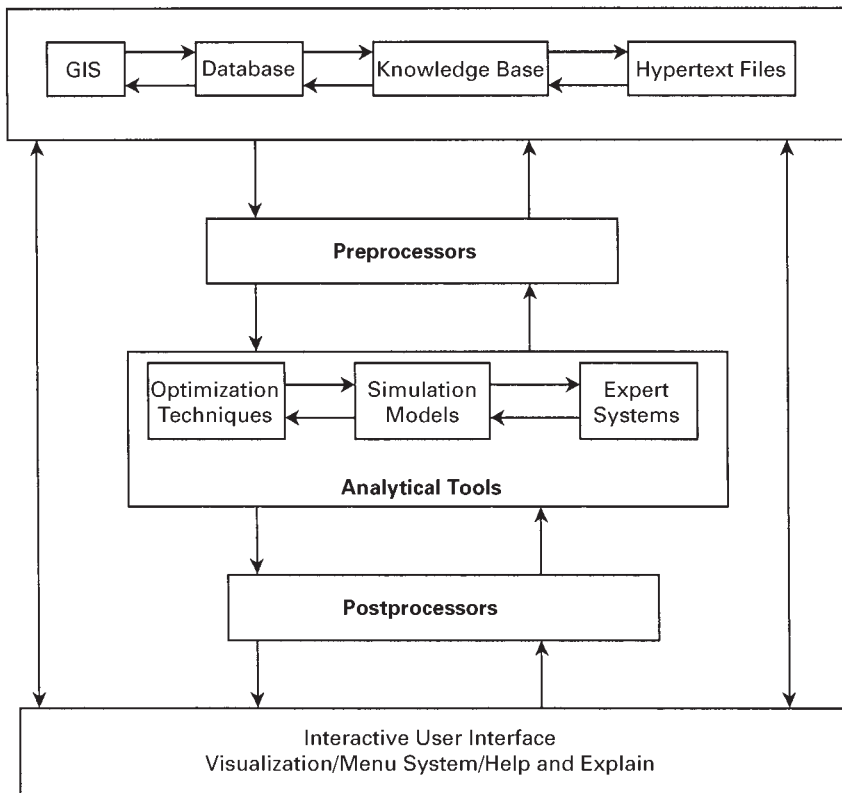 GIS
Database
Knowledge Base
Hypertext Files
Preprocessors
Optimization
Techniques
Simulation
Models
Expert
Systems
Analytical Tools
Postprocessors
Interactive User Interface
Visualization/Menu System/Help and Explain